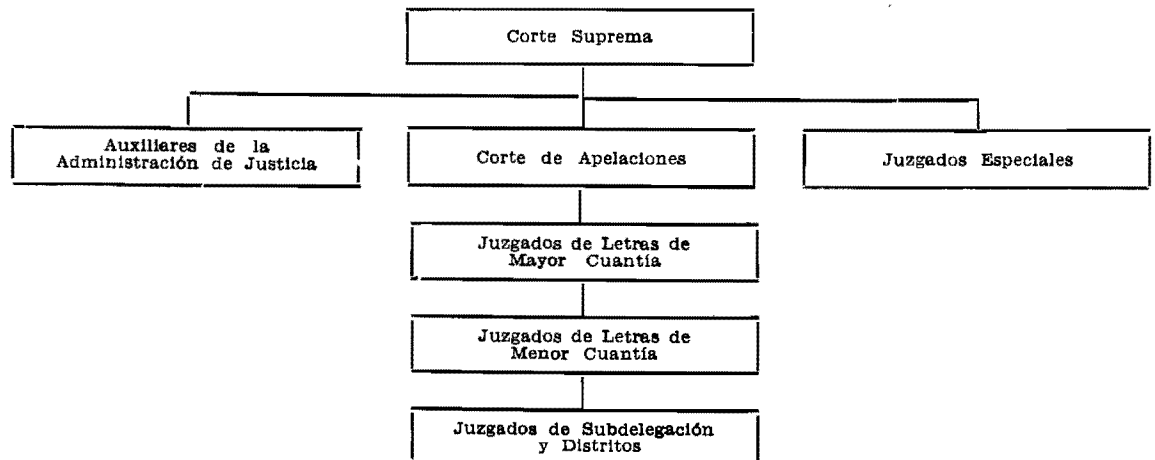 Corte Suprema
Auxiliares de la
Administración de Justicia
Corte de Apelaciones
Juzgados Especiales
Juzgados de Letras de
Mayor Cuantía
Juzgados de Letras de
Menor Cuantía
Juzgados de Subdelegación
y Distritos